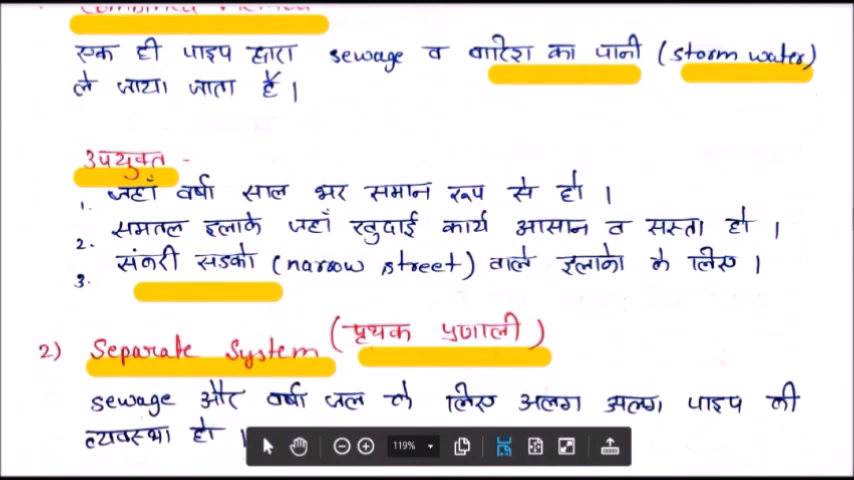 एक ही पाइप द्वारा sewage व बारिश का पानी (storm water)
ले जाया जाता है।
उपयुक्त -
1. जहाँ वर्षा साल भर समान रूप से हो।
2. समतल इलाके जहाँ खुदाई कार्य आसान व सस्ता हो।
3. संकरी सडको (narrow street) वाले इलाको के लिए।
2) Separate System (पृथक प्रणाली)
sewage और वर्षा जल के लिए अलग अलग पाइप की
व्यवस्था हो।
119%